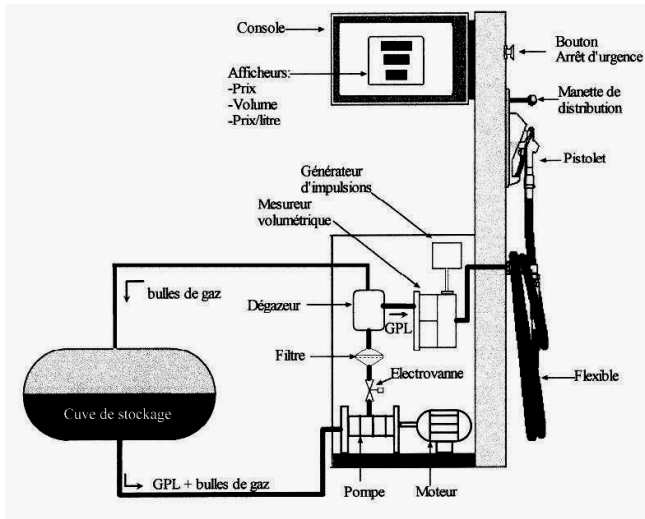 Console
Afficheurs:
-Prix
-Volume
-Prix/litre
Bouton
Arrêt d'urgence
Manette de
distribution
Pistolet
Générateur
d'impulsions
Mesureur
volumétrique
bulles de gaz
Dégazeur
GPL
Filtre
Electrovanne
Flexible
Cuve de stockage
GPL + bulles de gaz
Pompe
Moteur